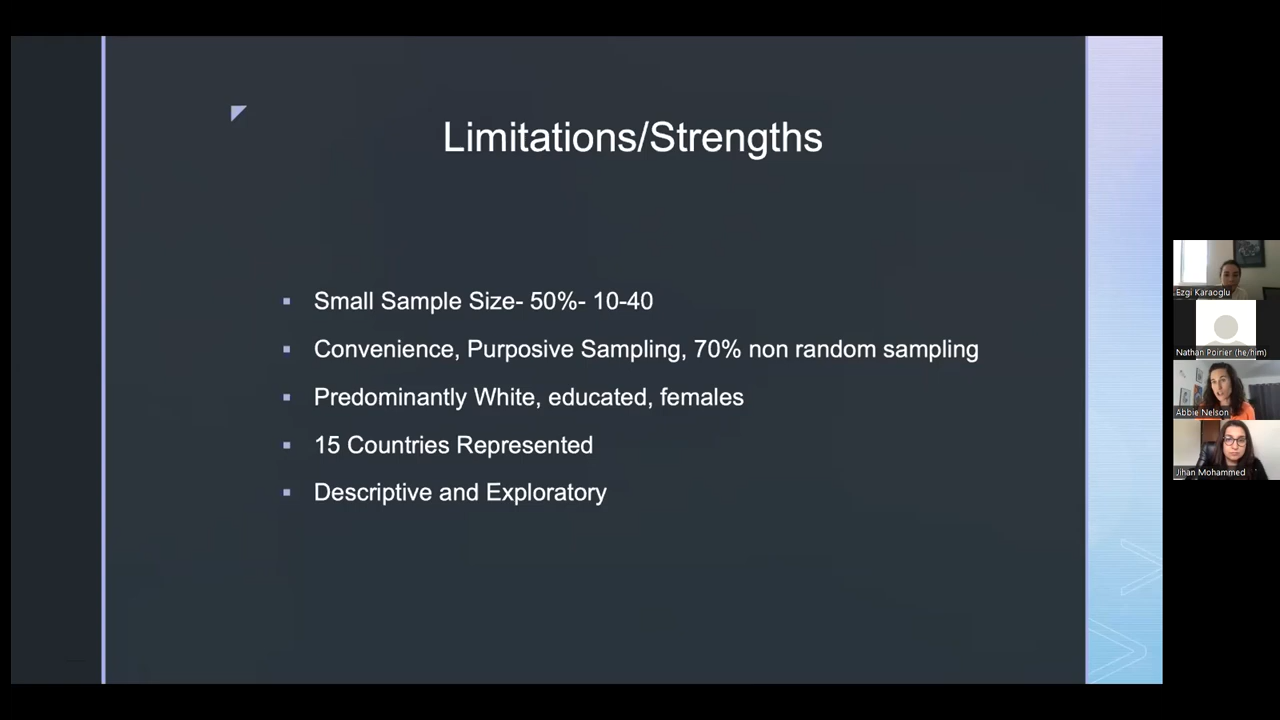 Limitations/Strengths
Small Sample Size- 50%- 10-40
Convenience, Purposive Sampling, 70% non random sampling
Predominantly White, educated, females
15 Countries Represented
Descriptive and Exploratory
Ezgi Karaoglu
Nathan Poirier (he/him)
Abbie Nelson
Jihan Mohammed